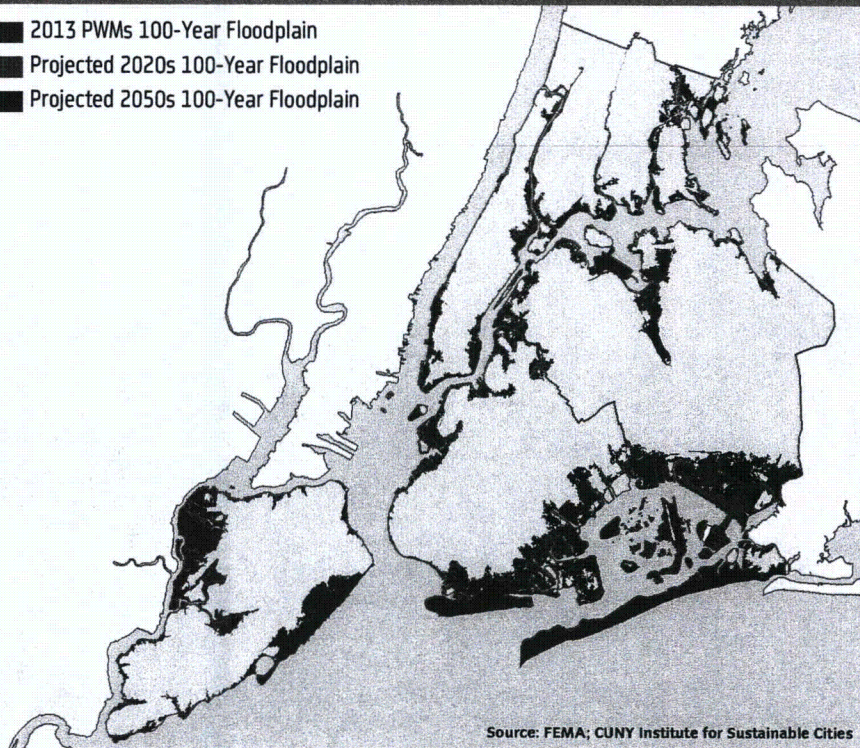 2013 PWMs 100-Year Floodplain
Projected 2020s 100-Year Floodplain
Projected 2050s 100-Year Floodplain
Source: FEMA; CUNY Institute for Sustainable Cities